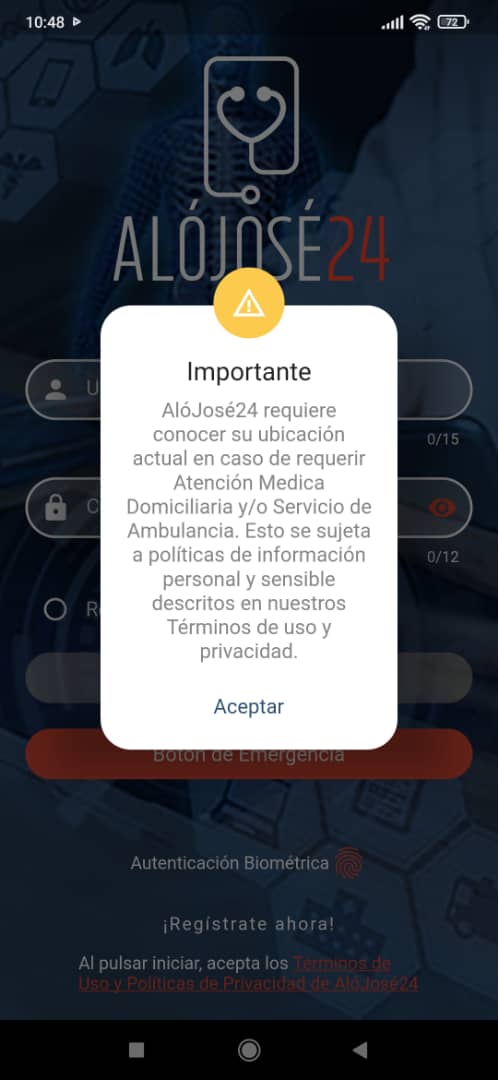 10:48
72
ALÓJOSÉ24
Importante
AlóJosé24 requiere
conocer su ubicación
actual en caso de requerir
Atención Medica
Domiciliaria y/o Servicio de
Ambulancia. Esto se sujeta
a políticas de información
personal y sensible
descritos en nuestros
Términos de uso y
privacidad.
Aceptar
U
0/15
C
0/12
R
Botón de Emergencia
Autenticación Biométrica
¡Regístrate ahora!
Al pulsar iniciar, acepta los Términos de
Uso y Políticas de Privacidad de AlóJosé24